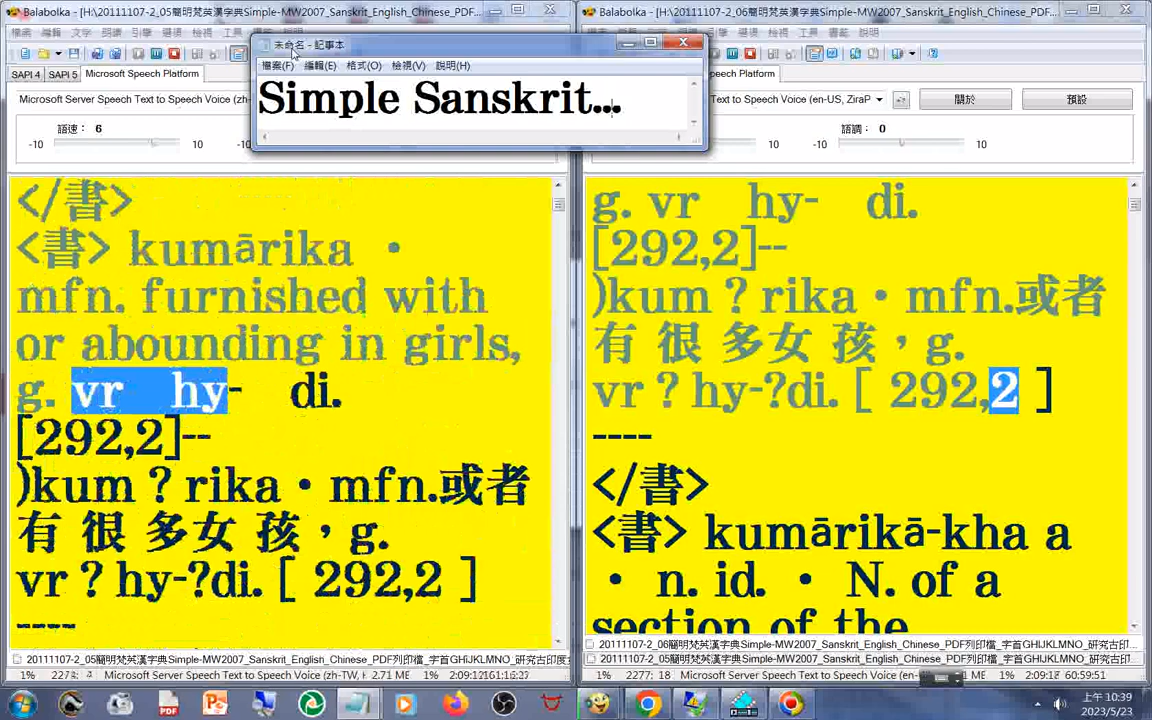 Balabolka - [H:\20111107-2_05簡明梵英漢字典Simple-MW2007_Sanskrit_English_Chinese_PDF...
SAPI 4
SAPI 5
Microsoft Speech Platform
Microsoft Server Speech Text to Speech Voice (zh-
語速： 6
-10
10
未命名 - 記事本
檔案(F) 編輯(E) 格式(O) 檢視(V) 說明(H)
Simple Sanskrit...
</書>
<書> kumārika •
mfn. furnished with
or abounding in girls,
g. vr hy- di.
[292,2]--
)kum？rika•mfn.或者
有 很 多女 孩，g.
vr？hy-?di.［ 292,2 ］
----
20111107-2_05簡明梵英漢字典Simple-MW2007_Sanskrit_English_Chinese_PDF列印檔_字首GHIJKLMNO_研究古印度
1%
Microsoft Server Speech Text to Speech Voice (zh-TW, H
2.71 MB
1%
Balabolka - [H:\20111107-2_06簡明梵英漢字典Simple-MW2007_Sanskrit_English_Chinese_PDF...
Speech Platform
Text to Speech Voice (en-US, ZiraP
關於
預設
10
語調： 0
-10
10
g. vr hy- di.
[292,2]--
)kum？rika•mfn.或者
有 很 多女 孩，g.
vr？hy-?di.［ 292,2 ］
----
</書>
<書> kumārikā-kha a
• n. id. • N. of a
section of the
20111107-2_06簡明梵英漢字典Simple-MW2007_Sanskrit_English_Chinese_PDF列印檔_字首GHIJKLMNO_研究古印...
20111107-2_05簡明梵英漢字典Simple-MW2007_Sanskrit_English_Chinese_PDF列印檔_字首GHIJKLMNO_研究古印...
1%
2277: 18
Microsoft Server Speech Text to Speech Voice
1%
60:59:51
上午 10:39
2023/5/23